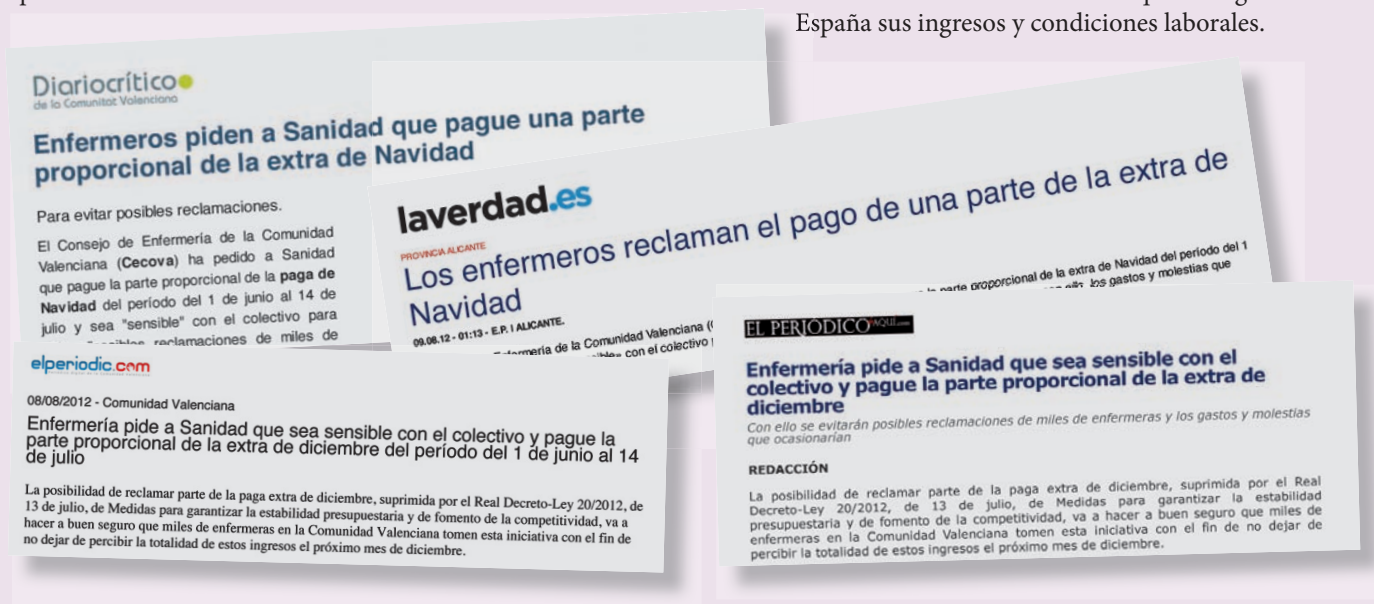 España sus ingresos y condiciones laborales.
Diariocrítico
de la Comunitat Valenciana
Enfermeros piden a Sanidad que pague una parte
proporcional de la extra de Navidad
Para evitar posibles reclamaciones.
El Consejo de Enfermería de la Comunidad
Valenciana (Cecova) ha pedido a Sanidad
que pague la parte proporcional de la paga de
Navidad del período del 1 de junio al 14 de
julio y sea "sensible" con el colectivo para
reclamaciones de miles de
laverdad.es
PROVINCIA ALICANTE
Los enfermeros reclaman el pago de una parte de la extra de
Navidad
09.08.12 - 01:13 - E.P. | ALICANTE.
la parte proporcional de la extra de Navidad del periodo del 1
los gastos y molestias que
de la Comunidad Valenciana
con el colectivo
elperiodic.com
08/08/2012 - Comunidad Valenciana
Enfermería pide a Sanidad que sea sensible con el colectivo y pague la
parte proporcional de la extra de diciembre del período del 1 de junio al 14
de julio
La posibilidad de reclamar parte de la paga extra de diciembre, suprimida por el Real Decreto-Ley 20/2012, de
13 de julio, de Medidas para garantizar la estabilidad presupuestaria y de fomento de la competitividad, va a
hacer a buen seguro que miles de enfermeras en la Comunidad Valenciana tomen esta iniciativa con el fin de
no dejar de percibir la totalidad de estos ingresos el próximo mes de diciembre.
EL PERIÓDICO AQUÍ.com
Enfermería pide a Sanidad que sea sensible con el
colectivo y pague la parte proporcional de la extra de
diciembre
Con ello se evitarán posibles reclamaciones de miles de enfermeras y los gastos y molestias
que ocasionarían
REDACCIÓN
La posibilidad de reclamar parte de la paga extra de diciembre, suprimida por el Real
Decreto-Ley 20/2012, de 13 de julio, de Medidas para garantizar la estabilidad
presupuestaria y de fomento de la competitividad, va a hacer a buen seguro que miles de
enfermeras en la Comunidad Valenciana tomen esta iniciativa con el fin de no dejar de
percibir la totalidad de estos ingresos el próximo mes de diciembre.